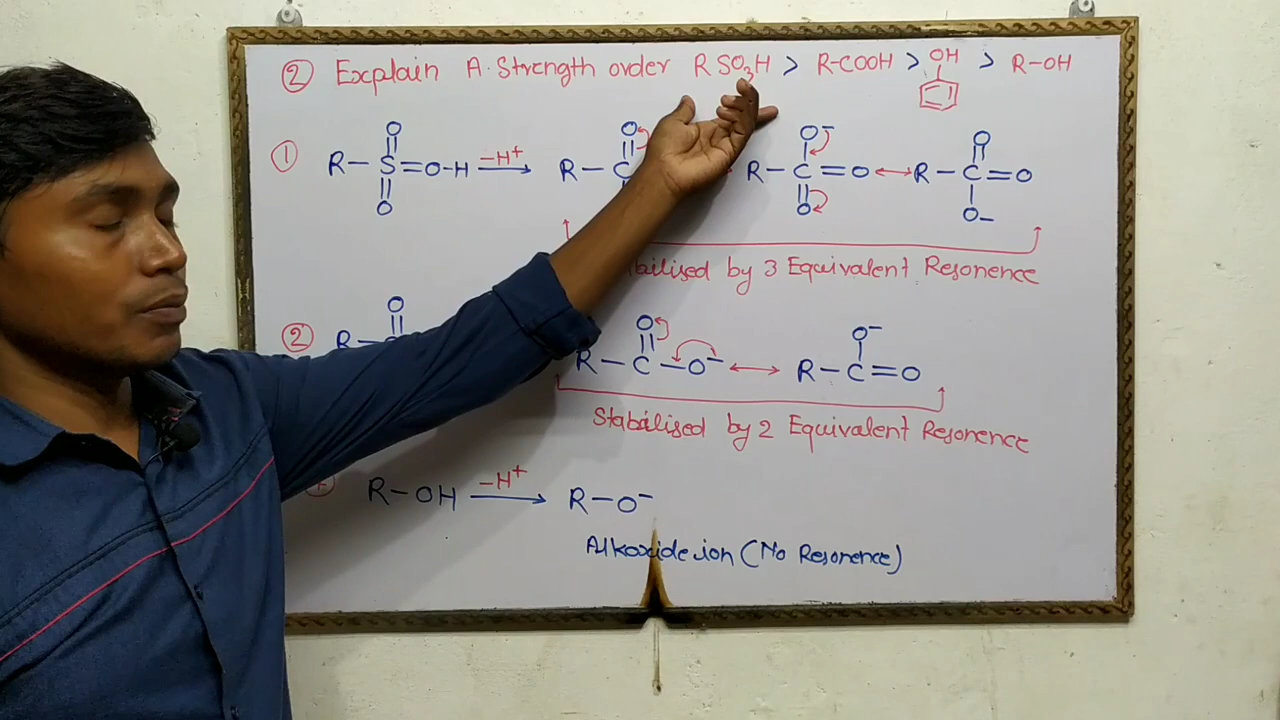 ② Explain A·Strength order RSO3H > R-COOH > OH > R-OH
① O O O⁻ O
R-S=O-H -H⁺ R-C R-C=O ↔ R-C=O
O O O-
Stabilised by 3 Equivalent Resonence
② O O O⁻
R- R-C-O⁻ ↔ R-C=O
Stabilised by 2 Equivalent Resonence
R-OH -H⁺ R-O⁻
Alkoxide ion (No Resonence)